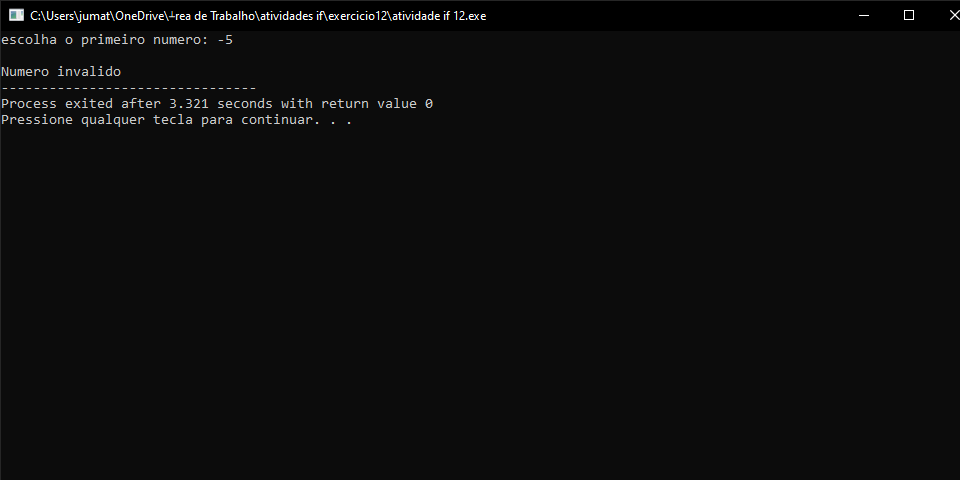 C:\Users\jumat\OneDrive\┴rea de Trabalho\atividades if\exercicio12\atividade if 12.exe
escolha o primeiro numero: -5
Numero invalido
--------------------------------
Process exited after 3.321 seconds with return value 0
Pressione qualquer tecla para continuar. . .